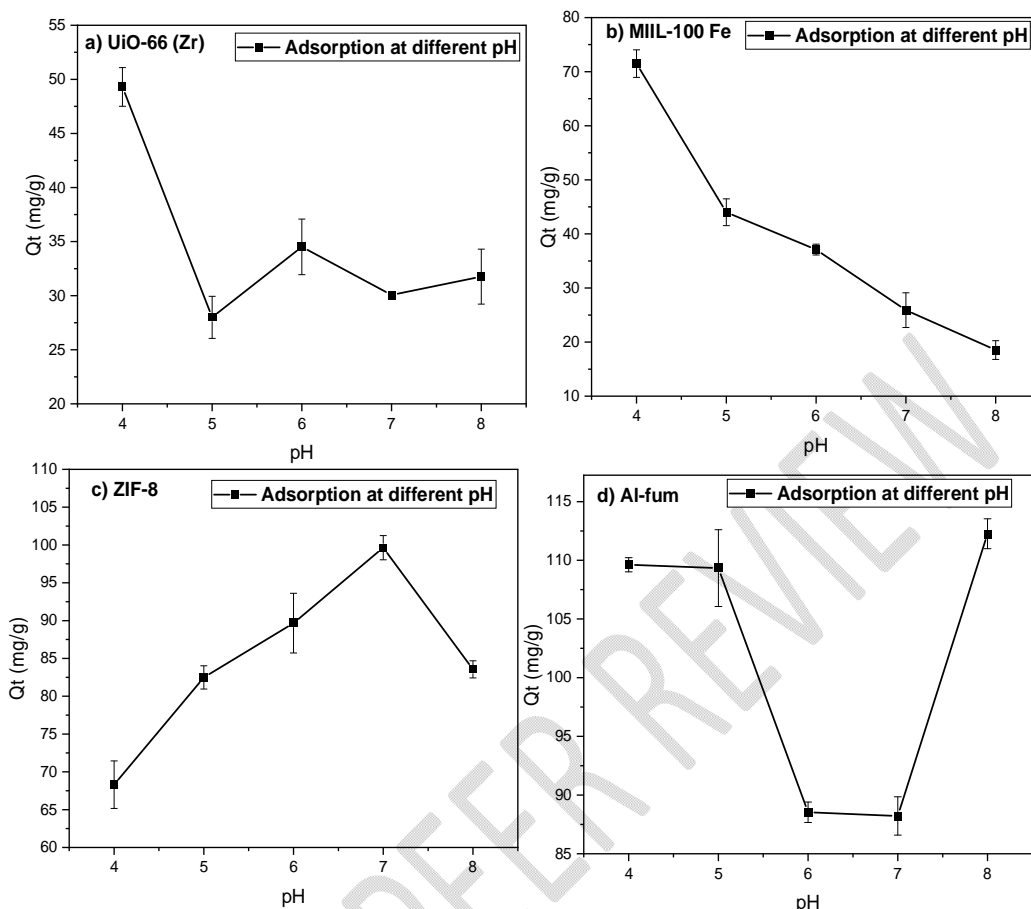 a) UiO-66 (Zr)
Adsorption at different pH
55
50
45
40
35
30
25
20
Qt (mg/g)
4 5 6 7 8
pH
b) MIIL-100 Fe
Adsorption at different pH
80
70
60
50
40
30
20
10
Qt (mg/g)
4 5 6 7 8
pH
c) ZIF-8
Adsorption at different pH
110
105
100
95
90
85
80
75
70
65
60
Qt (mg/g)
4 5 6 7 8
pH
d) Al-fum
Adsorption at different pH
115
110
105
100
95
90
85
Qt (mg/g)
4 5 6 7 8
pH
EER REVIEW